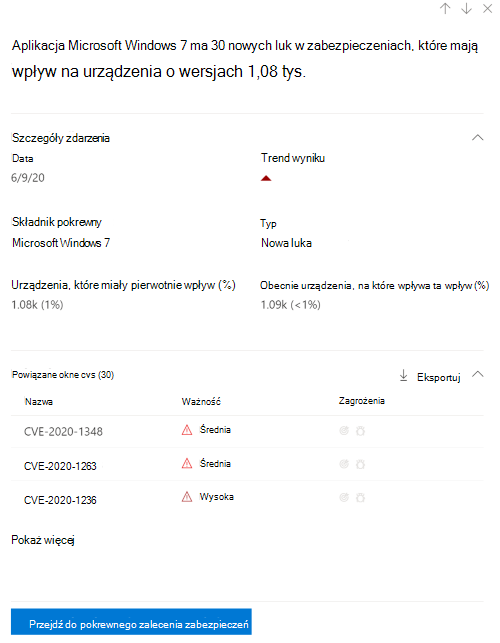 Aplikacja Microsoft Windows 7 ma 30 nowych luk w zabezpieczeniach, które mają
wpływ na urządzenia o wersjach 1,08 tys.
Szczegóły zdarzenia
Data
Trend wyniku
6/9/20
Składnik pokrewny
Typ
Microsoft Windows 7
Nowa luka
Urządzenia, które miały pierwotnie wpływ (%)
Obecnie urządzenia, na które wpływa ta wpływ (%)
1.08k (1%)
1.09k (<1%)
Powiązane okne cvs (30)
Eksportuj
Nazwa
Ważność
Zagrożenia
CVE-2020-1348
Średnia
CVE-2020-1263
Średnia
CVE-2020-1236
Wysoka
Pokaż więcej
Przejdź do pokrewnego zalecenia zabezpieczeń